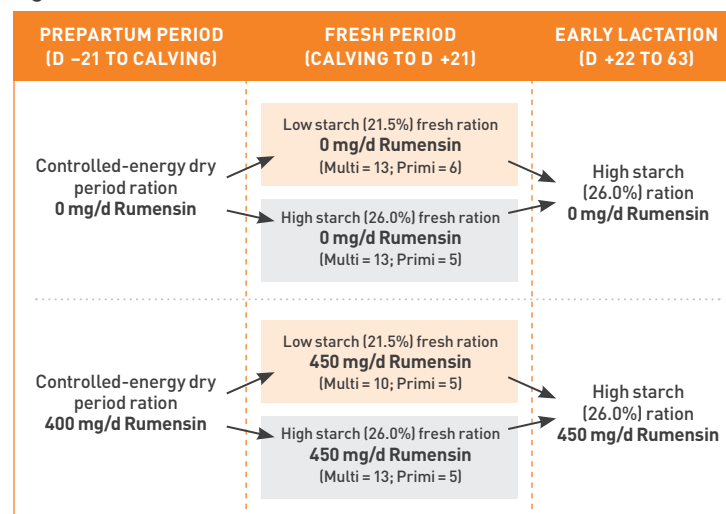 PREPARTUM PERIOD
(D –21 TO CALVING)
FRESH PERIOD
(CALVING TO D +21)
EARLY LACTATION
(D +22 TO 63)
Controlled-energy dry
period ration
0 mg/d Rumensin
Low starch (21.5%) fresh ration
0 mg/d Rumensin
(Multi = 13; Primi = 6)
High starch (26.0%) fresh ration
0 mg/d Rumensin
(Multi = 13; Primi = 5)
High starch
(26.0%) ration
0 mg/d Rumensin
Controlled-energy dry
period ration
400 mg/d Rumensin
Low starch (21.5%) fresh ration
450 mg/d Rumensin
(Multi = 10; Primi = 5)
High starch (26.0%) fresh ration
450 mg/d Rumensin
(Multi = 13; Primi = 5)
High starch
(26.0%) ration
450 mg/d Rumensin